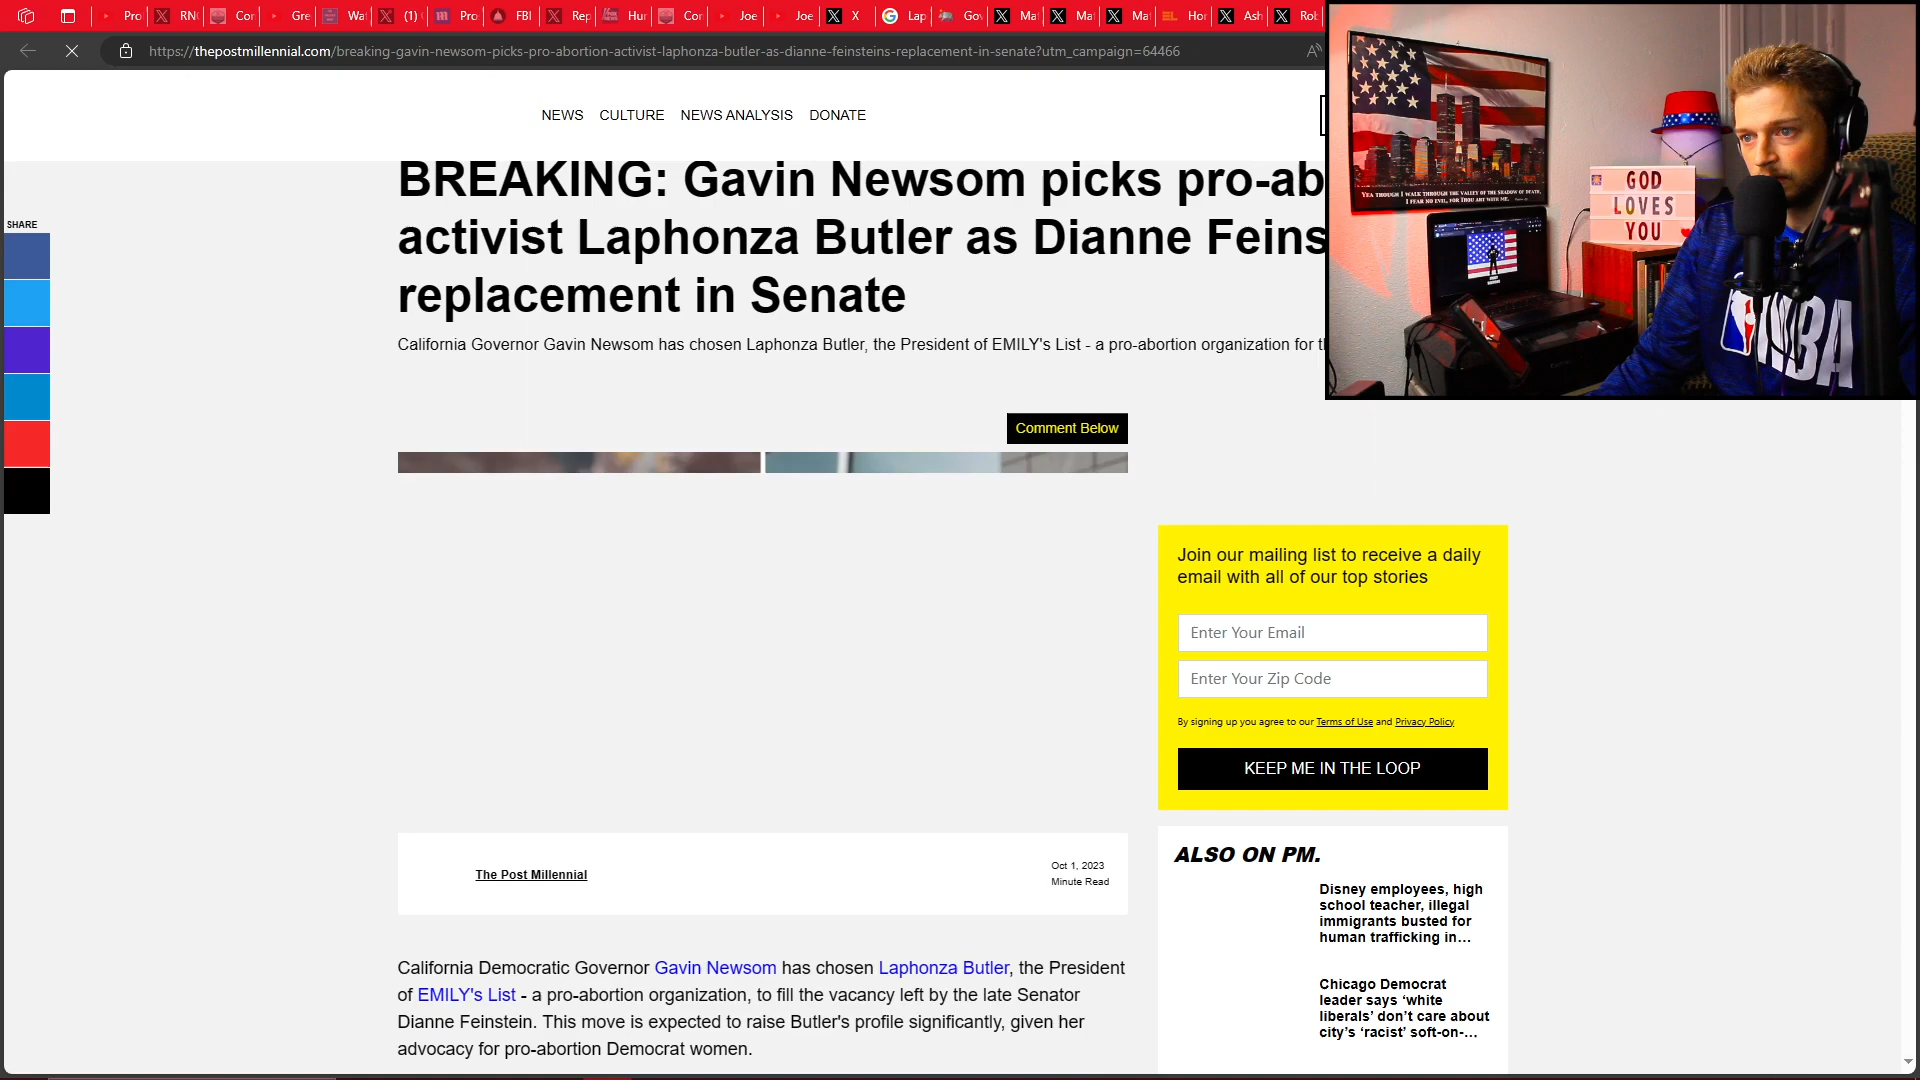 Pro
RN
Cor
Gre
Wa
(1)
Pro
FBI
Rep
Hur
Cor
Joe
Joe
X
Lap
Gov
Ma
Ma
Ma
Hor
Ash
Rob
https://thepostmillennial.com/breaking-gavin-newsom-picks-pro-abortion-activist-laphonza-butler-as-dianne-feinsteins-replacement-in-senate?utm_campaign=64466
NEWS CULTURE NEWS ANALYSIS DONATE
BREAKING: Gavin Newsom picks pro-ab
activist Laphonza Butler as Dianne Feins
replacement in Senate
California Governor Gavin Newsom has chosen Laphonza Butler, the President of EMILY's List - a pro-abortion organization for
SHARE
Comment Below
YEA THOUGH I WALK THROUGH THE VALLEY OF THE SHADOW OF DEATH,
I FEAR NO EVIL, FOR THOU ART WITH ME.
GOD
LOVES
YOU
NBA
Join our mailing list to receive a daily
email with all of our top stories
Enter Your Email
Enter Your Zip Code
By signing up you agree to our Terms of Use and Privacy Policy
KEEP ME IN THE LOOP
The Post Millennial
Oct 1, 2023
Minute Read
ALSO ON PM.
Disney employees, high
school teacher, illegal
immigrants busted for
human trafficking in...
Chicago Democrat
leader says ‘white
liberals’ don’t care about
city’s ‘racist’ soft-on-...
California Democratic Governor Gavin Newsom has chosen Laphonza Butler, the President
of EMILY's List - a pro-abortion organization, to fill the vacancy left by the late Senator
Dianne Feinstein. This move is expected to raise Butler's profile significantly, given her
advocacy for pro-abortion Democrat women.